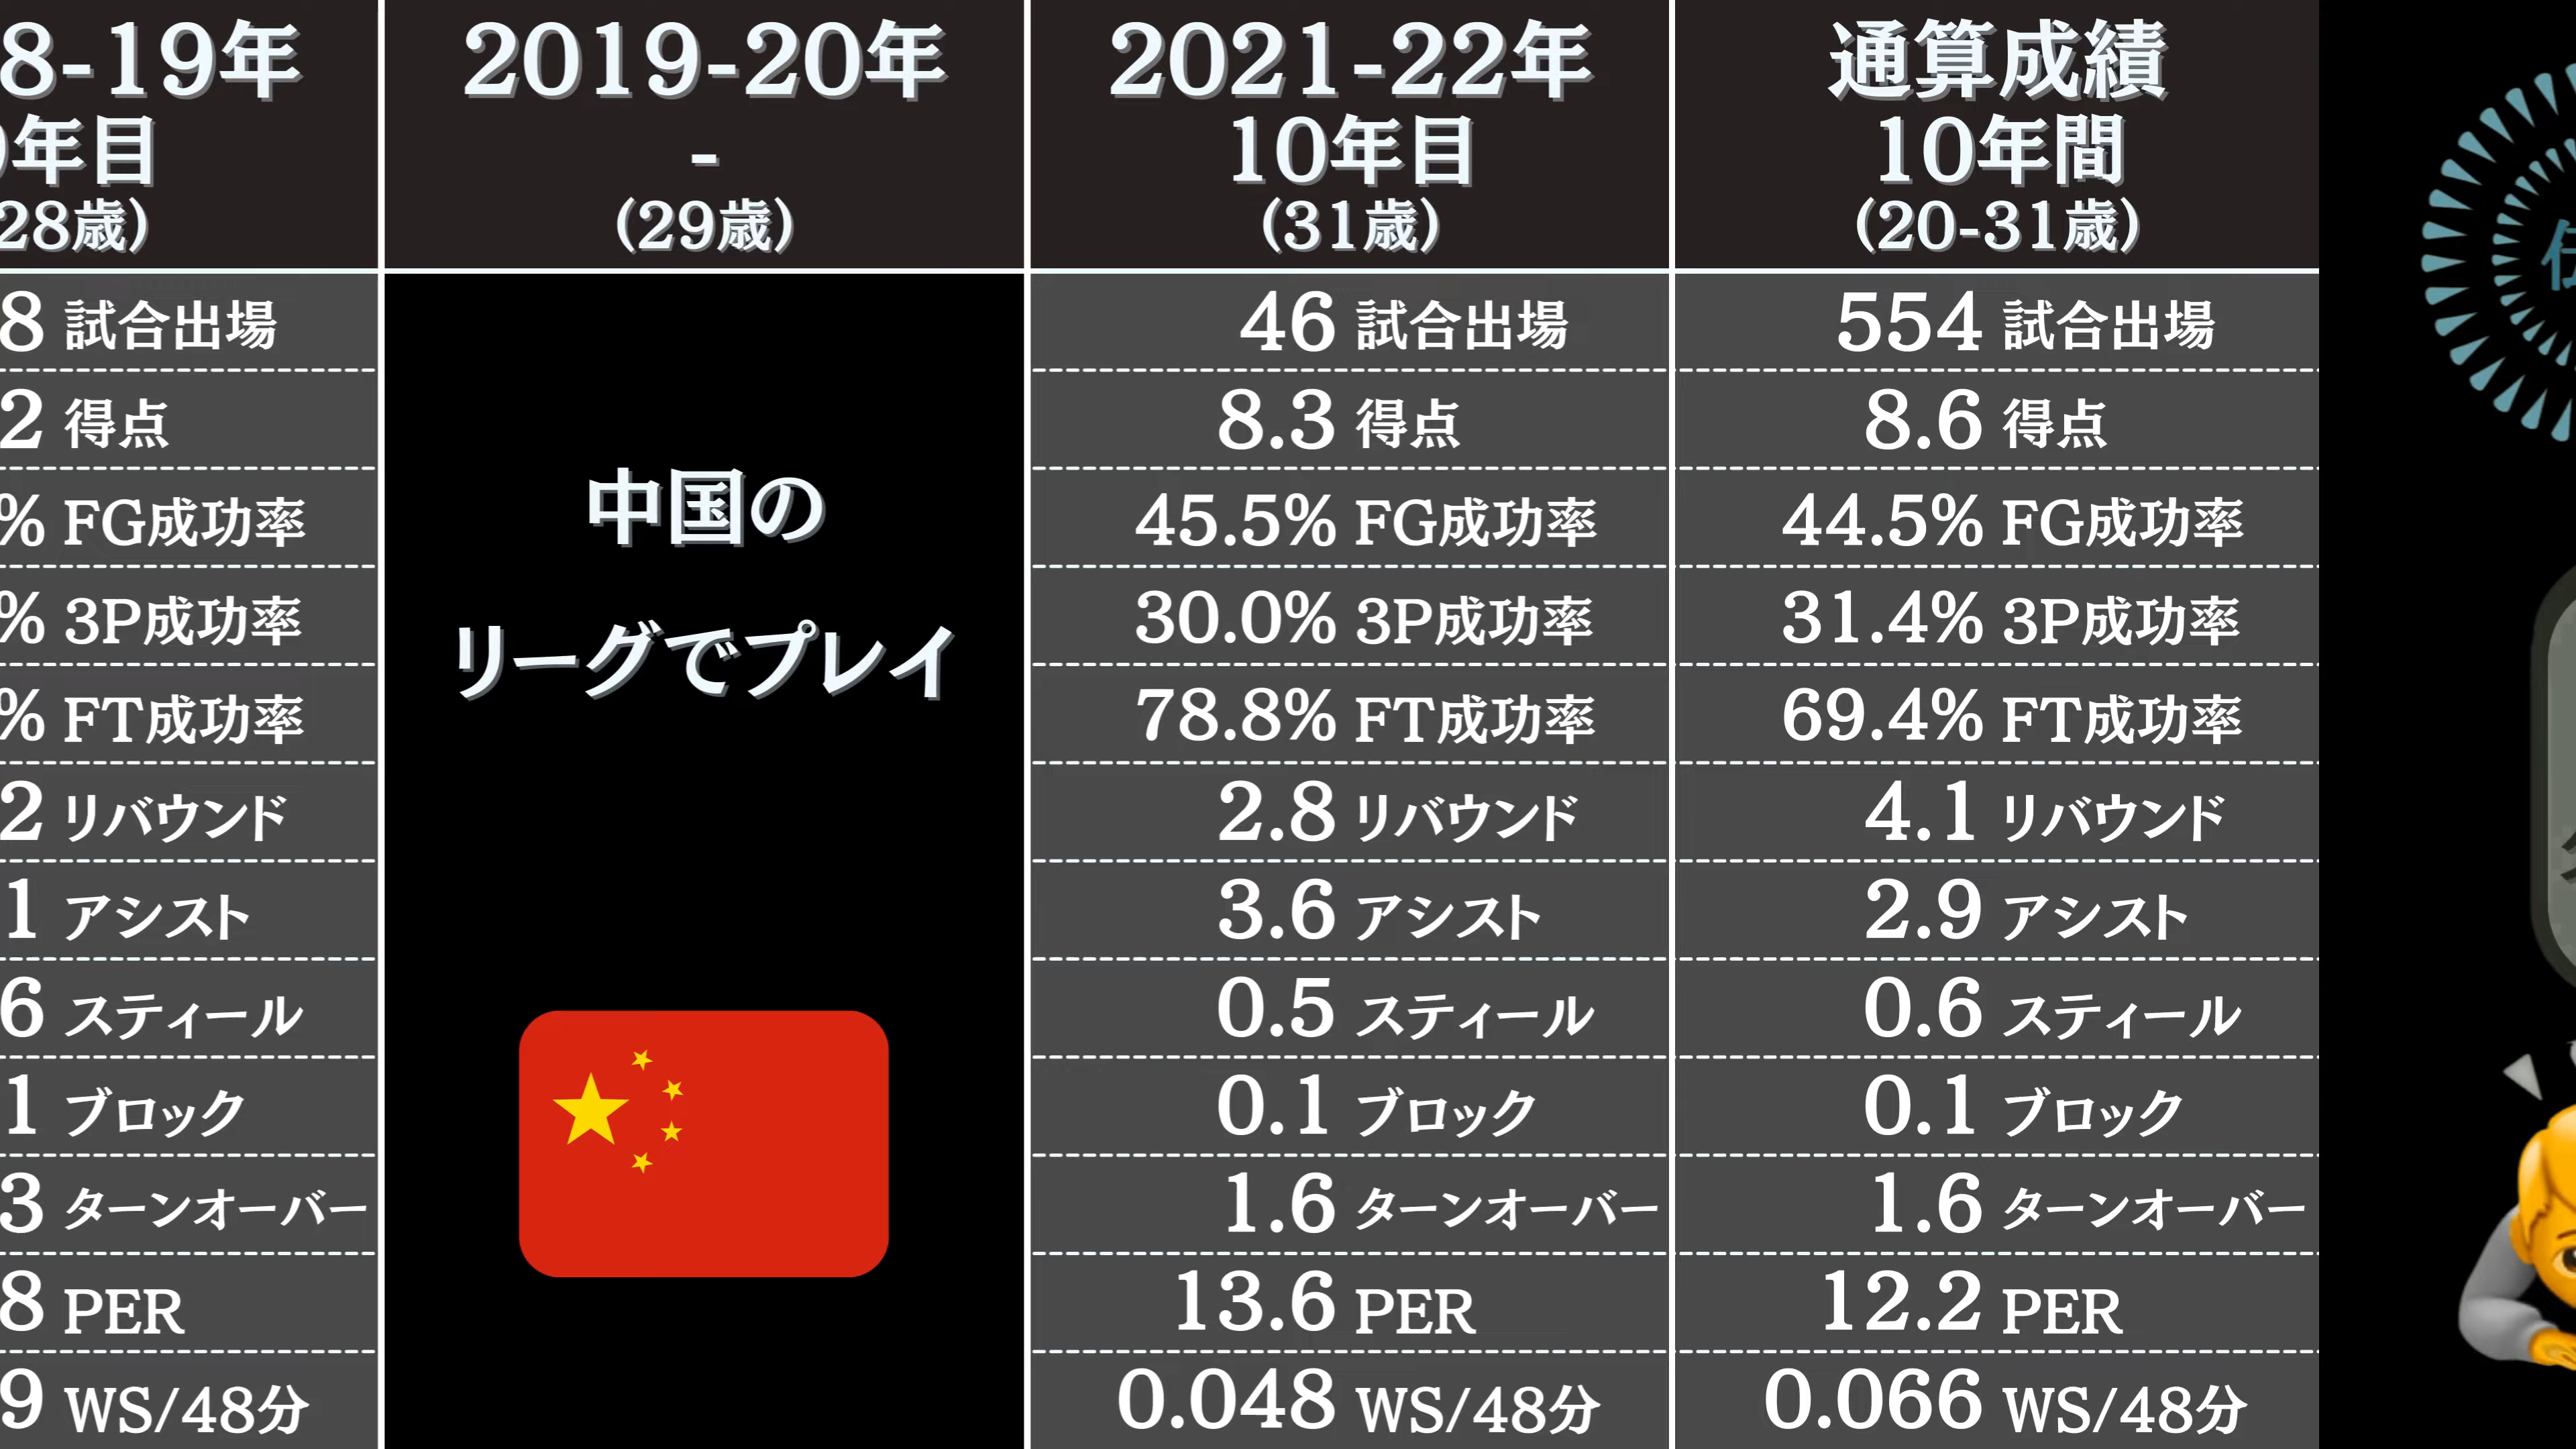 8-19年
年目
28歳)
8 試合出場
2 得点
% FG成功率
% 3P成功率
% FT成功率
2 リバウンド
1 アシスト
6 スティール
1 ブロック
3 ターンオーバー
8 PER
9 WS/48分
2019-20年
-
(29歳)
中国の
リーグでプレイ
2021-22年
10年目
(31歳)
46 試合出場
8.3 得点
45.5% FG成功率
30.0% 3P成功率
78.8% FT成功率
2.8 リバウンド
3.6 アシスト
0.5 スティール
0.1 ブロック
1.6 ターンオーバー
13.6 PER
0.048 WS/48分
通算成績
10年間
(20-31歳)
554 試合出場
8.6 得点
44.5% FG成功率
31.4% 3P成功率
69.4% FT成功率
4.1 リバウンド
2.9 アシスト
0.6 スティール
0.1 ブロック
1.6 ターンオーバー
12.2 PER
0.066 WS/48分